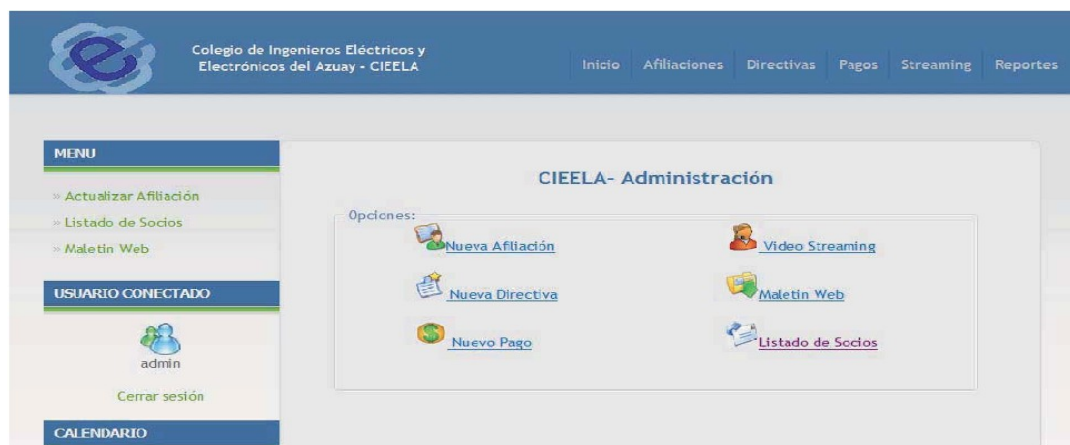 Colegio de Ingenieros Eléctricos y
Electrónicos del Azuay - CIEELA
Inicio Afiliaciones Directivas Pagos Streaming Reportes
MENU
» Actualizar Afiliación
» Listado de Socios
» Maletin Web
USUARIO CONECTADO
admin
Cerrar sesión
CALENDARIO
CIEELA- Administración
Opciones:
Nueva Afiliación
Video Streaming
Nueva Directiva
Maletin Web
Nuevo Pago
Listado de Socios